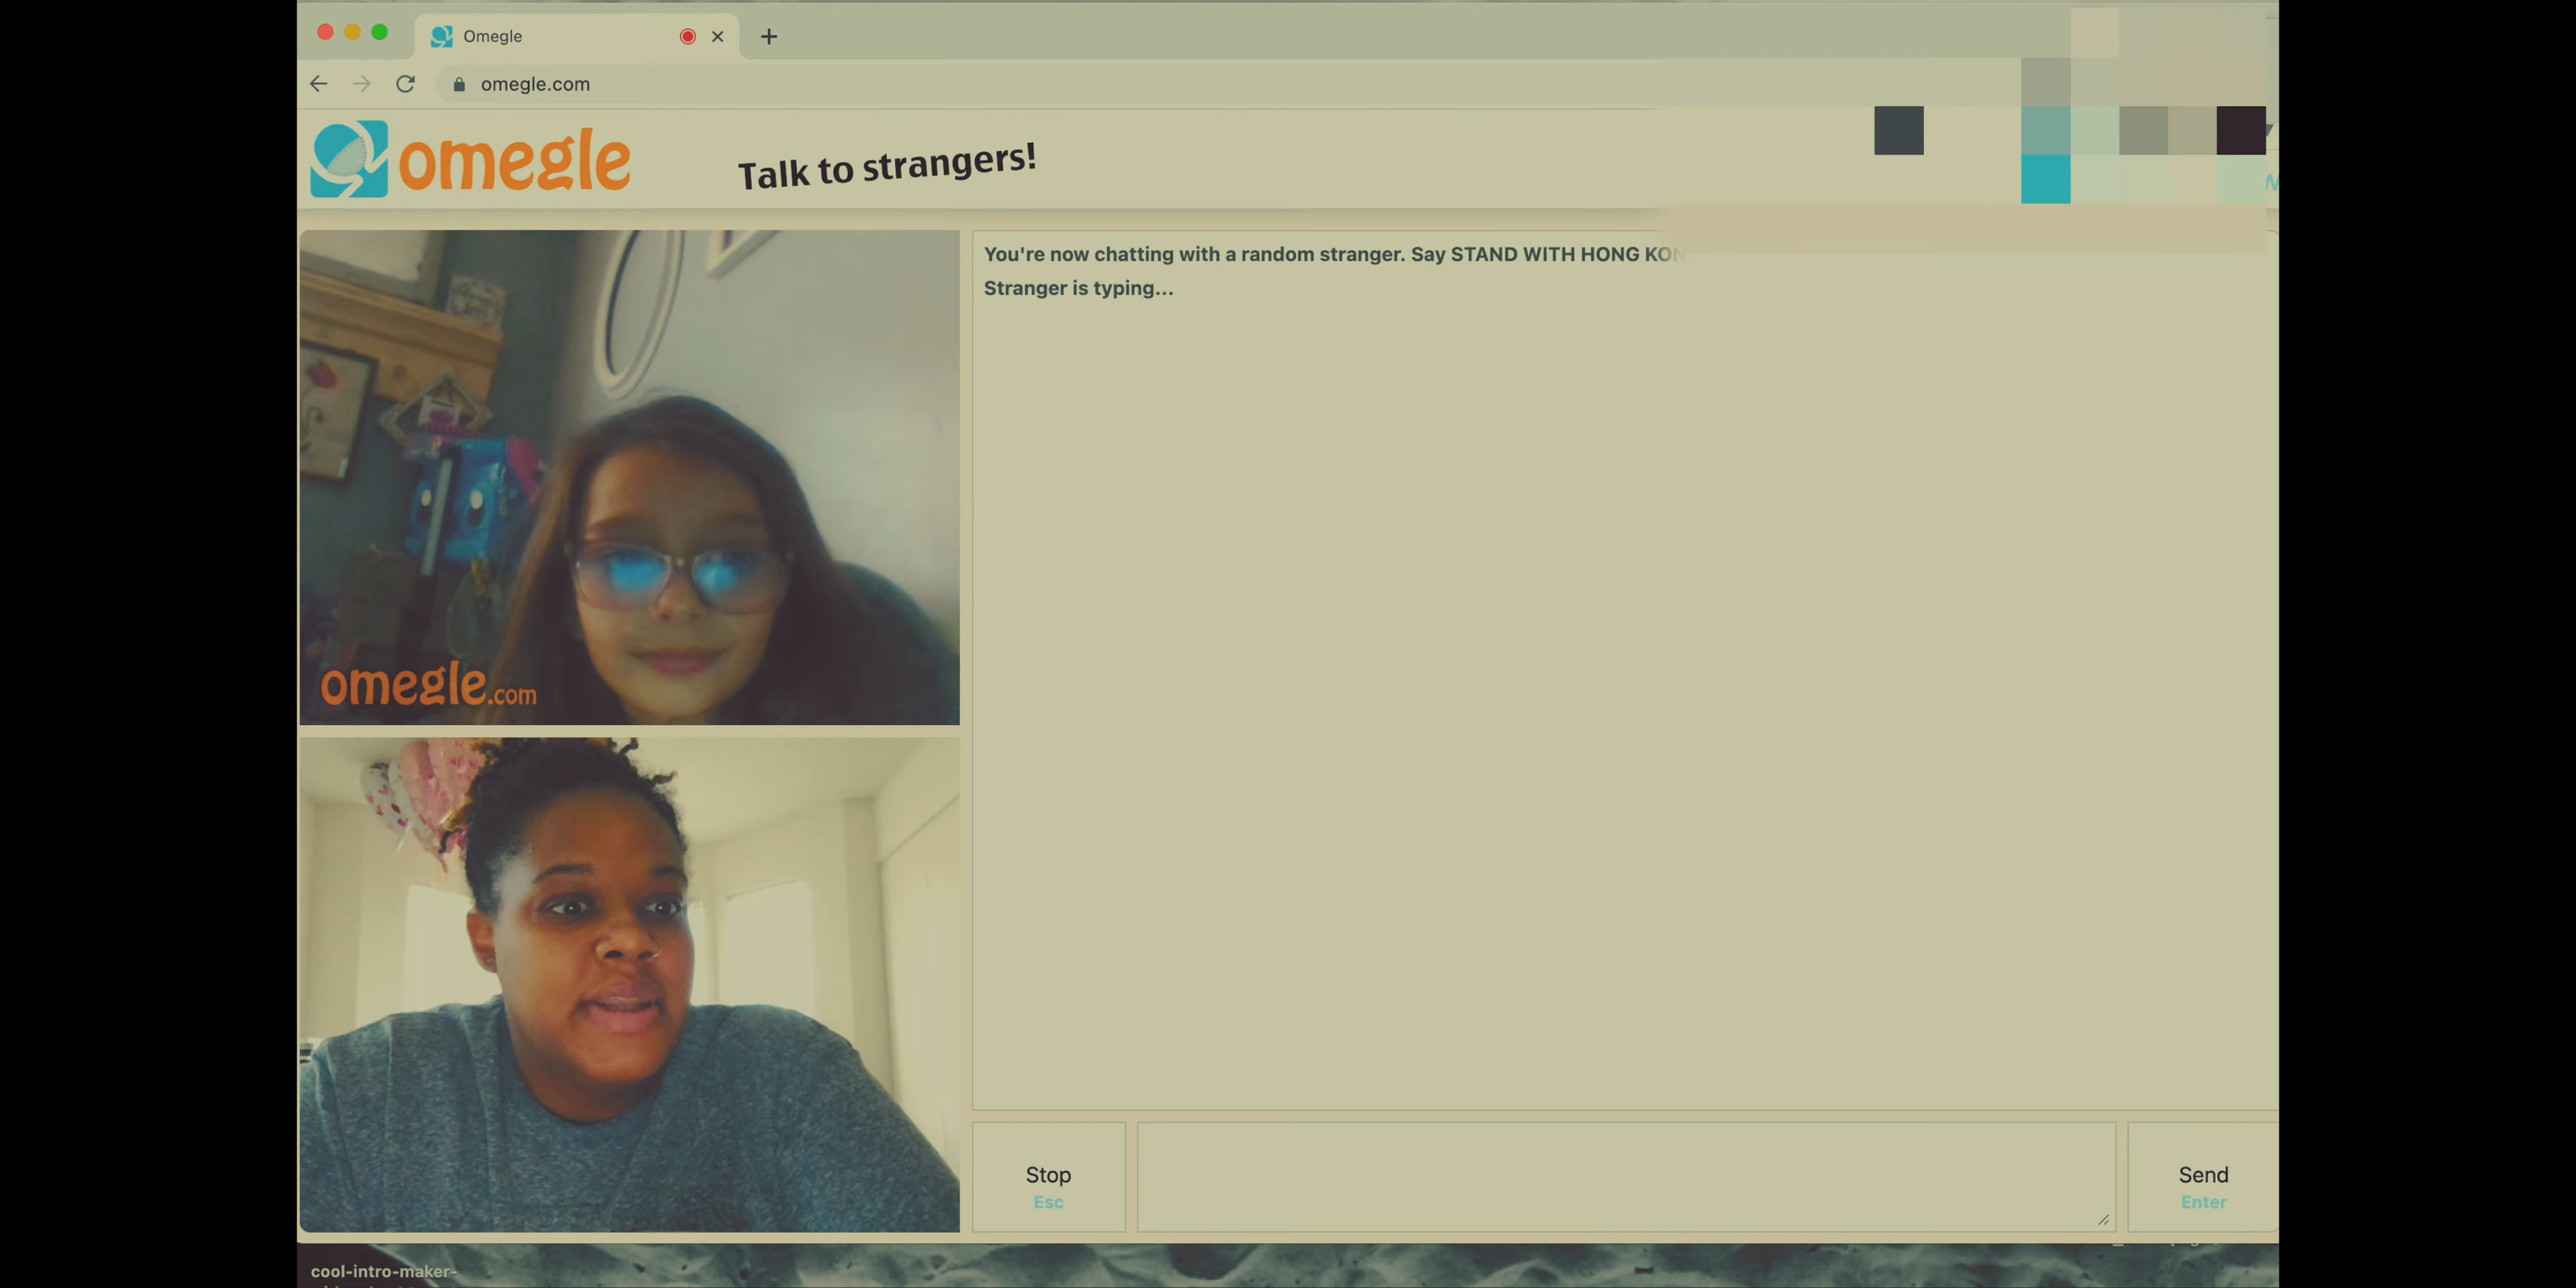 Omegle
omegle.com
omegle
Talk to strangers!
You're now chatting with a random stranger. Say STAND WITH HONG
Stranger is typing...
omegle.com
Stop
Esc
Send
Enter
cool-intro-maker-